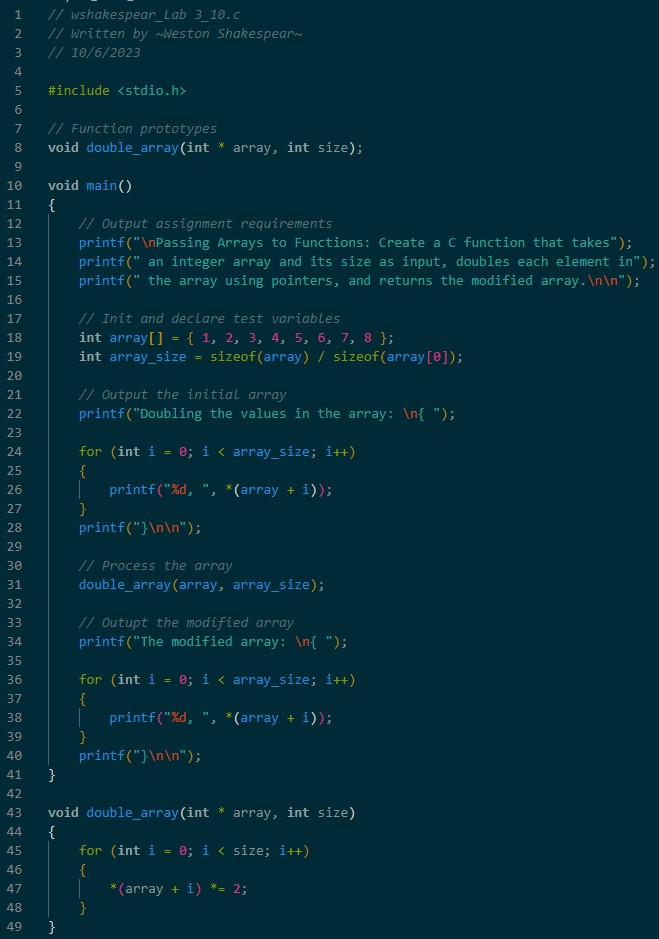 1 // wshakespear_Lab 3_10.c
2 // Written by ~Weston Shakespear~
3 // 10/6/2023
4
5 #include <stdio.h>
6
7 // Function prototypes
8 void double_array(int * array, int size);
9
10 void main()
11 {
12     // Output assignment requirements
13     printf("\nPassing Arrays to Functions: Create a C function that takes");
14     printf(" an integer array and its size as input, doubles each element in");
15     printf(" the array using pointers, and returns the modified array.\n\n");
16
17     // Init and declare test variables
18     int array[] = { 1, 2, 3, 4, 5, 6, 7, 8 };
19     int array_size = sizeof(array) / sizeof(array[0]);
20
21     // Output the initial array
22     printf("Doubling the values in the array: \n{ ");
23
24     for (int i = 0; i < array_size; i++)
25     {
26         printf("%d, ", *(array + i));
27     }
28     printf("}\n\n");
29
30     // Process the array
31     double_array(array, array_size);
32
33     // Outupt the modified array
34     printf("The modified array: \n{ ");
35
36     for (int i = 0; i < array_size; i++)
37     {
38         printf("%d, ", *(array + i));
39     }
40     printf("}\n\n");
41 }
42
43 void double_array(int * array, int size)
44 {
45     for (int i = 0; i < size; i++)
46     {
47         *(array + i) *= 2;
48     }
49 }